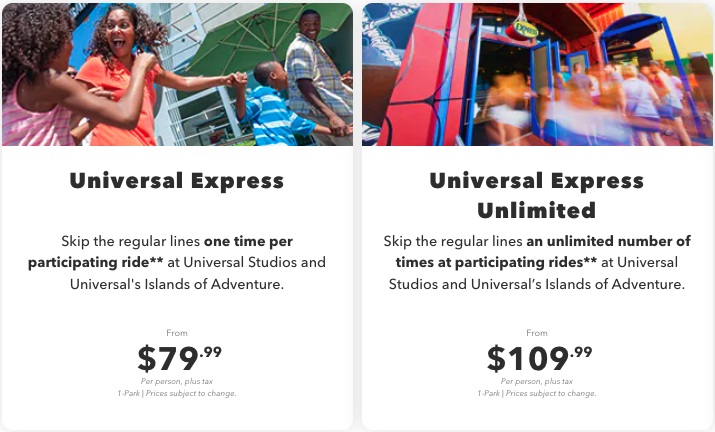 Universal Express
Skip the regular lines one time per
participating ride** at Universal Studios and
Universal's Islands of Adventure.
From
$79.99
Per person, plus tax
1-Park | Prices subject to change.
EXPRESS
Universal Express
Unlimited
Skip the regular lines an unlimited number of
times at participating rides** at Universal
Studios and Universal’s Islands of Adventure.
From
$109.99
Per person, plus tax
1-Park | Prices subject to change.